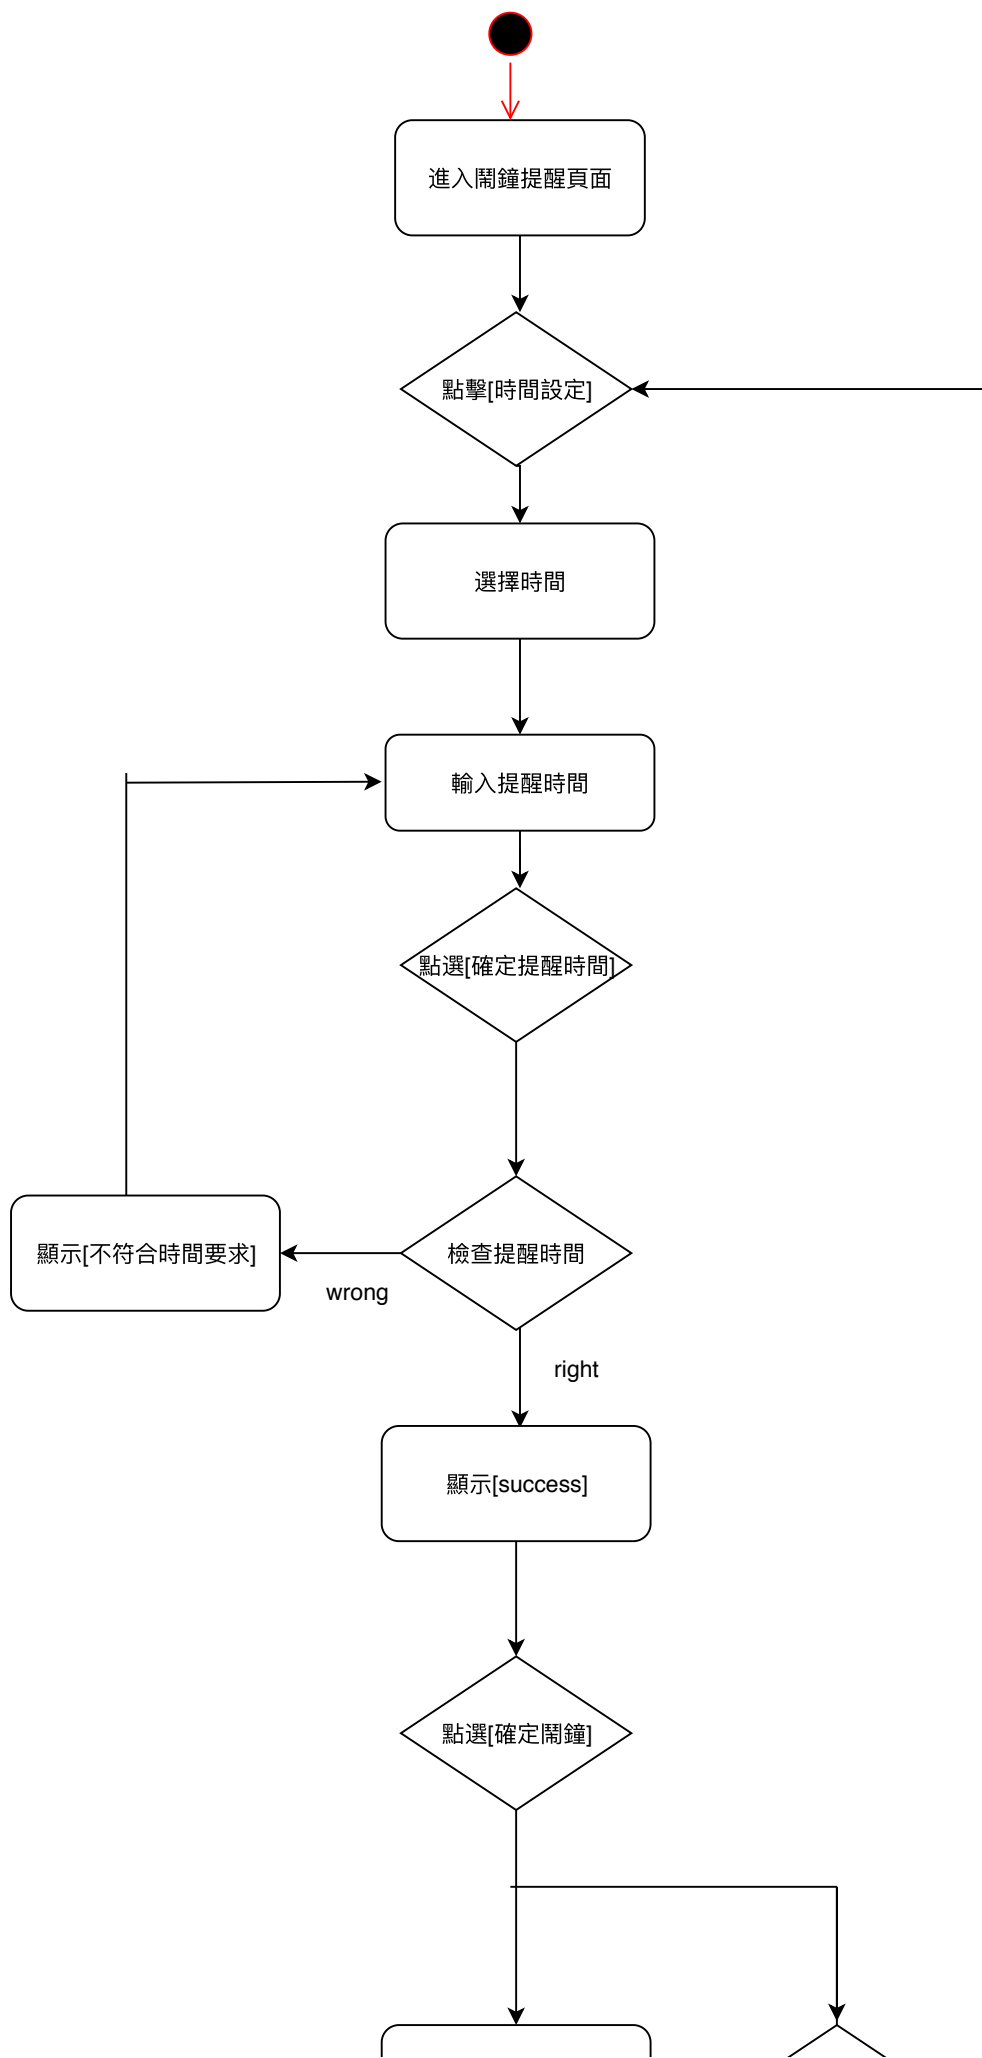 進入鬧鐘提醒頁面
點擊[時間設定]
選擇時間
輸入提醒時間
點選[確定提醒時間]
顯示[不符合時間要求]
檢查提醒時間
wrong
right
顯示[success]
點選[確定鬧鐘]